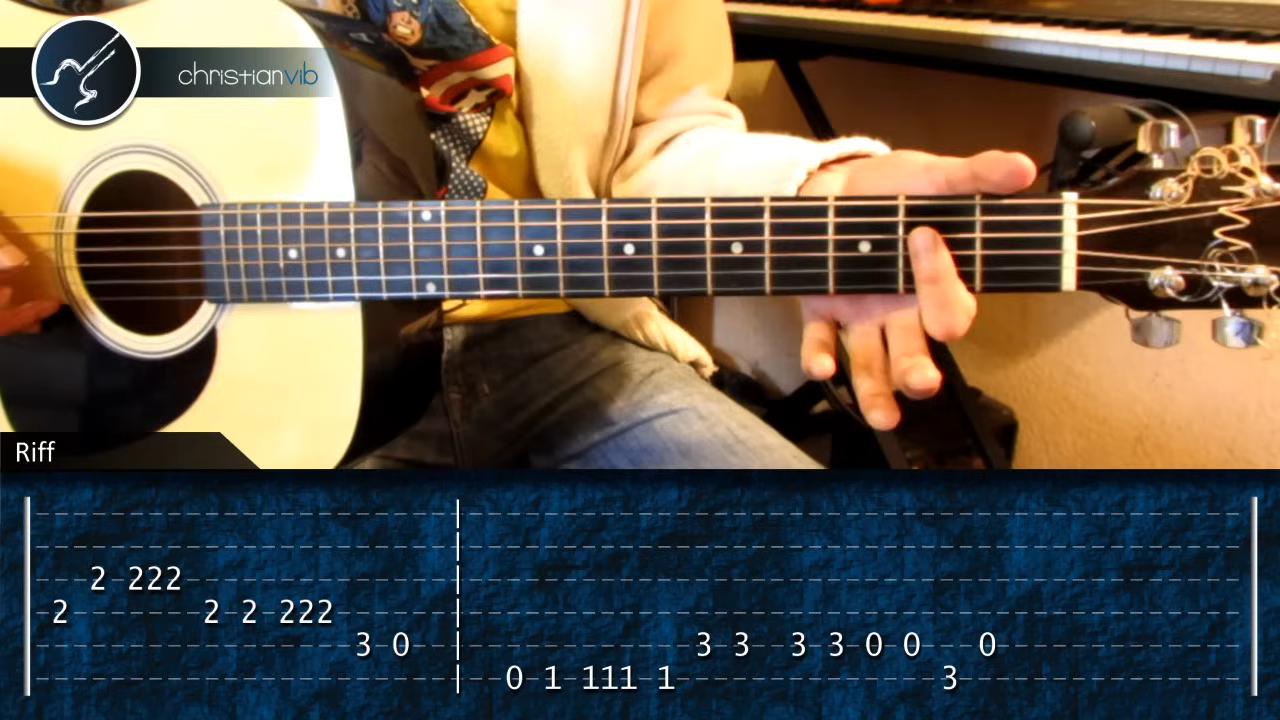 christianvib
Riff
2 222
2 2 2 222
3 0 3 3 3 3 0 0 0
0 1 111 1 3